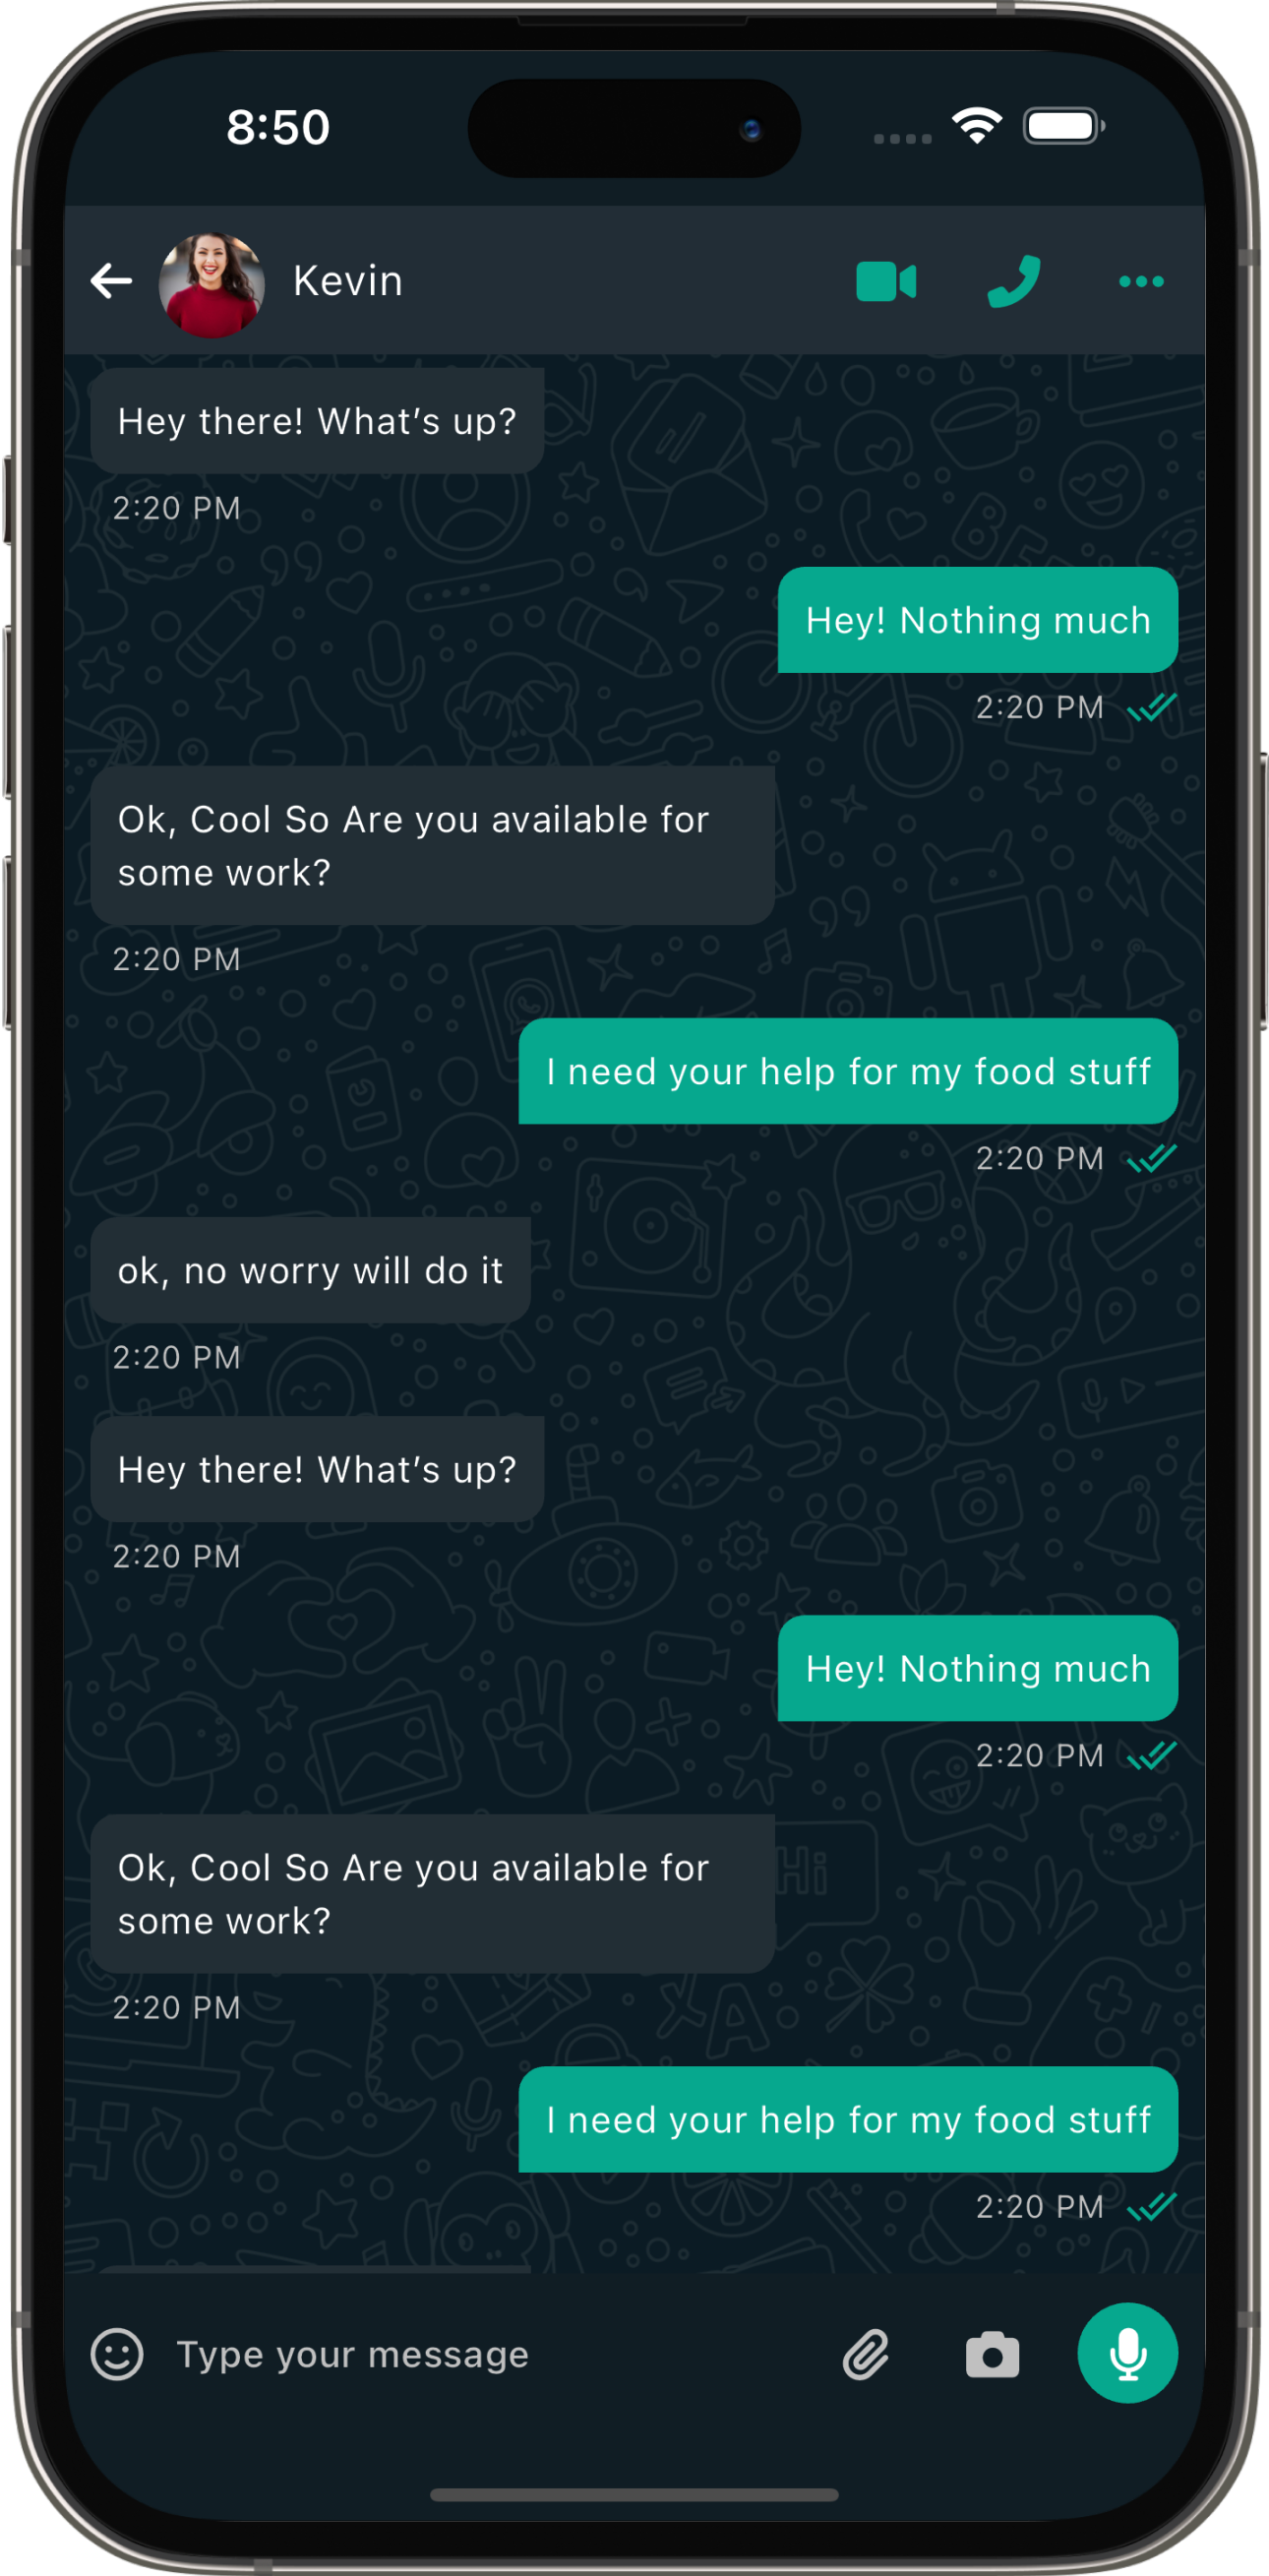 8:50
Kevin
Hey there! What's up?
2:20 PM
Hey! Nothing much
2:20 PM
Ok, Cool So Are you available for
some work?
2:20 PM
I need your help for my food stuff
2:20 PM
ok, no worry will do it
2:20 PM
Hey there! What's up?
2:20 PM
Hey! Nothing much
2:20 PM
Ok, Cool So Are you available for
some work?
2:20 PM
Hi
I need your help for my food stuff
2:20 PM
Type your message